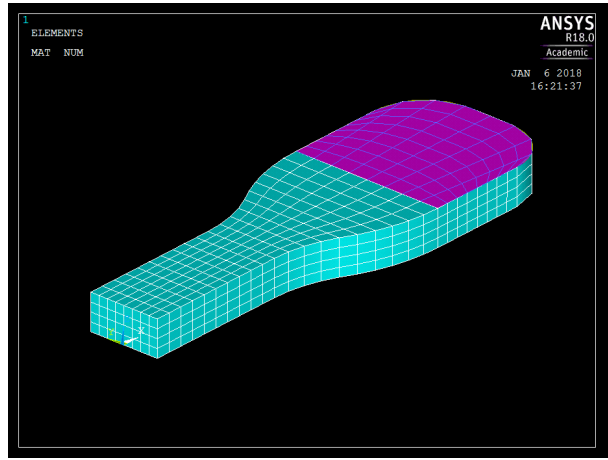 1
ELEMENTS
MAT NUM
ANSYS
R18.0
Academic
JAN 6 2018
16:21:37
Y
X